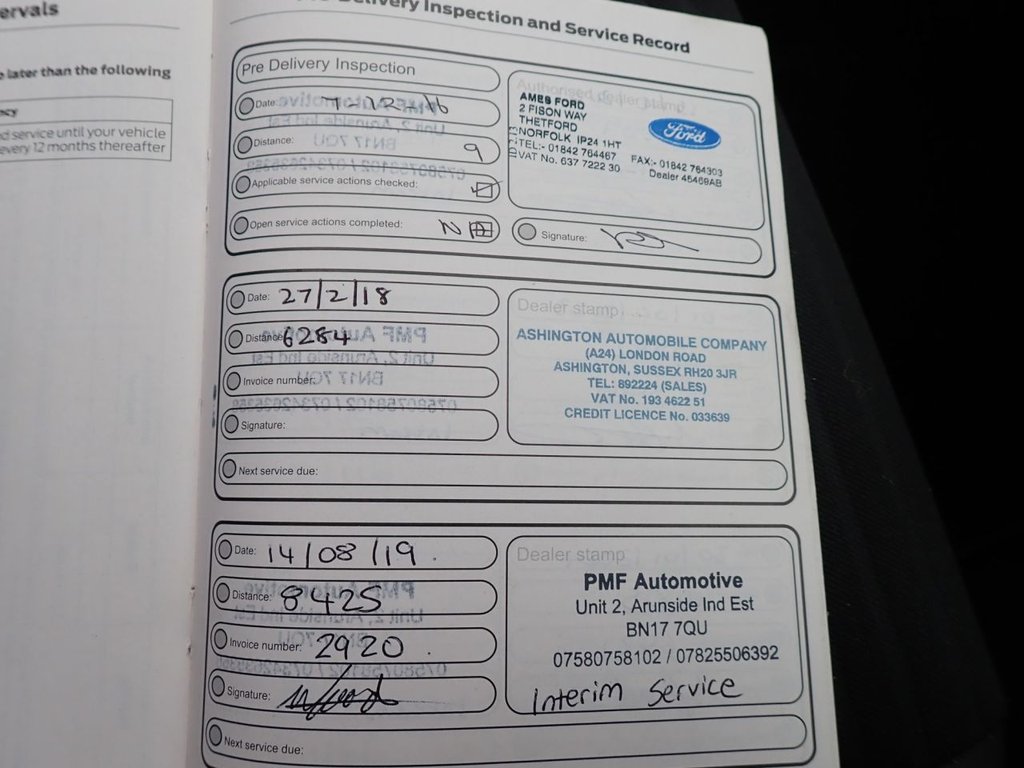 ervals
e later than the following
ncy
d service until your vehicle
every 12 months thereafter
Delivery Inspection and Service Record
Pre Delivery Inspection
Date:
Distance: 9
Applicable service actions checked:
Open service actions completed:
Authorised dealer stamp
AMES FORD
2 FISON WAY
THETFORD
NORFOLK IP24 1HT
TEL:- 01842 764467 FAX:- 01842 764303
VAT No. 637 7222 30 Dealer 45469AB
Ford
Signature:
Date: 27/2/18
Distance: 6284
Invoice number:
Signature:
Next service due:
Dealer stamp
ASHINGTON AUTOMOBILE COMPANY
(A24) LONDON ROAD
ASHINGTON, SUSSEX RH20 3JR
TEL: 892224 (SALES)
VAT No. 193 4622 51
CREDIT LICENCE No. 033639
Date: 14/08/19.
Distance: 8425
Invoice number: 2920.
Signature:
Next service due:
Dealer stamp
PMF Automotive
Unit 2, Arunside Ind Est
BN17 7QU
07580758102 / 07825506392
Interim Service